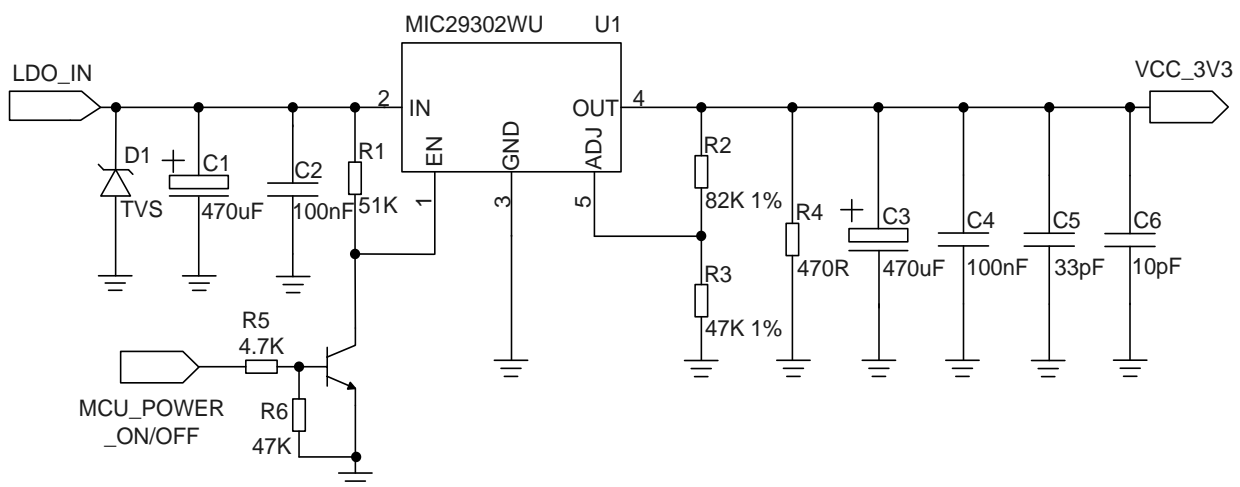 MIC29302WU U1
LDO_IN
VCC_3V3
2 IN
OUT 4
EN
GND
ADJ
1
3
5
D1
TVS
C1
470uF
C2
100nF
R1
51K
R2
82K 1%
R3
47K 1%
R4
470R
C3
470uF
C4
100nF
C5
33pF
C6
10pF
R5
4.7K
MCU_POWER
_ON/OFF
R6
47K
+
+